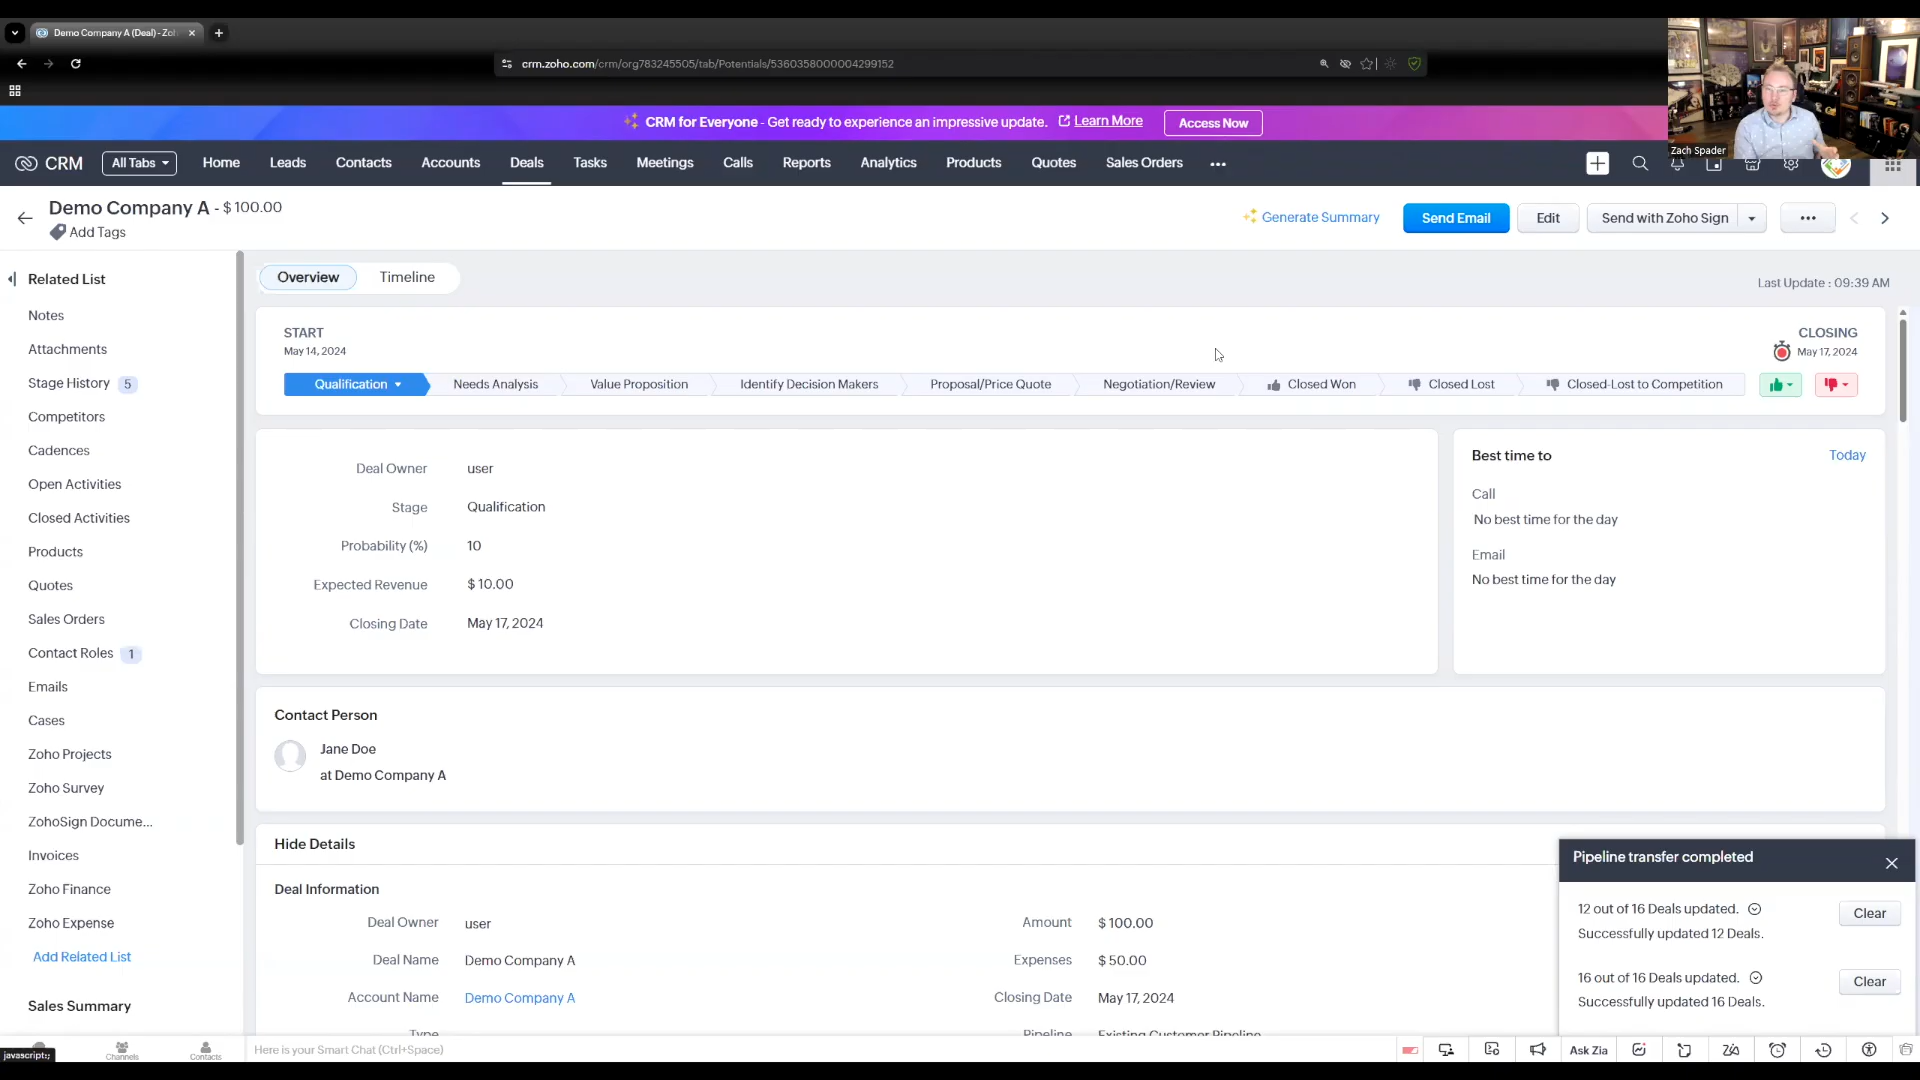 Demo Company A (Deal) - Zoh
crm.zoho.com/crm/org783245505/tab/Potentials/5360358000004299152
CRM for Everyone - Get ready to experience an impressive update. Learn More Access Now
Zach Spader
CRM All Tabs Home Leads Contacts Accounts Deals Tasks Meetings Calls Reports Analytics Products Quotes Sales Orders
Demo Company A - $ 100.00
Add Tags
Generate Summary Send Email Edit Send with Zoho Sign
Related List
Notes
Attachments
Stage History 5
Competitors
Cadences
Open Activities
Closed Activities
Products
Quotes
Sales Orders
Contact Roles 1
Emails
Cases
Zoho Projects
Zoho Survey
ZohoSign Docume...
Invoices
Zoho Finance
Zoho Expense
Add Related List
Sales Summary
Overview Timeline
Last Update : 09:39 AM
START
May 14, 2024
CLOSING
May 17, 2024
Qualification Needs Analysis Value Proposition Identify Decision Makers Proposal/Price Quote Negotiation/Review Closed Won Closed Lost Closed-Lost to Competition
Deal Owner user
Stage Qualification
Probability (%) 10
Expected Revenue $ 10.00
Closing Date May 17, 2024
Best time to Today
Call
No best time for the day
Email
No best time for the day
Contact Person
Jane Doe
at Demo Company A
Hide Details
Deal Information
Deal Owner user
Amount $ 100.00
Deal Name Demo Company A
Expenses $ 50.00
Account Name Demo Company A
Closing Date May 17, 2024
Type
Pipeline Existing Customer Pipeline
Pipeline transfer completed
12 out of 16 Deals updated.
Successfully updated 12 Deals.
Clear
16 out of 16 Deals updated.
Successfully updated 16 Deals.
Clear
javascript:;
Channels
Contacts
Here is your Smart Chat (Ctrl+Space)
Ask Zia